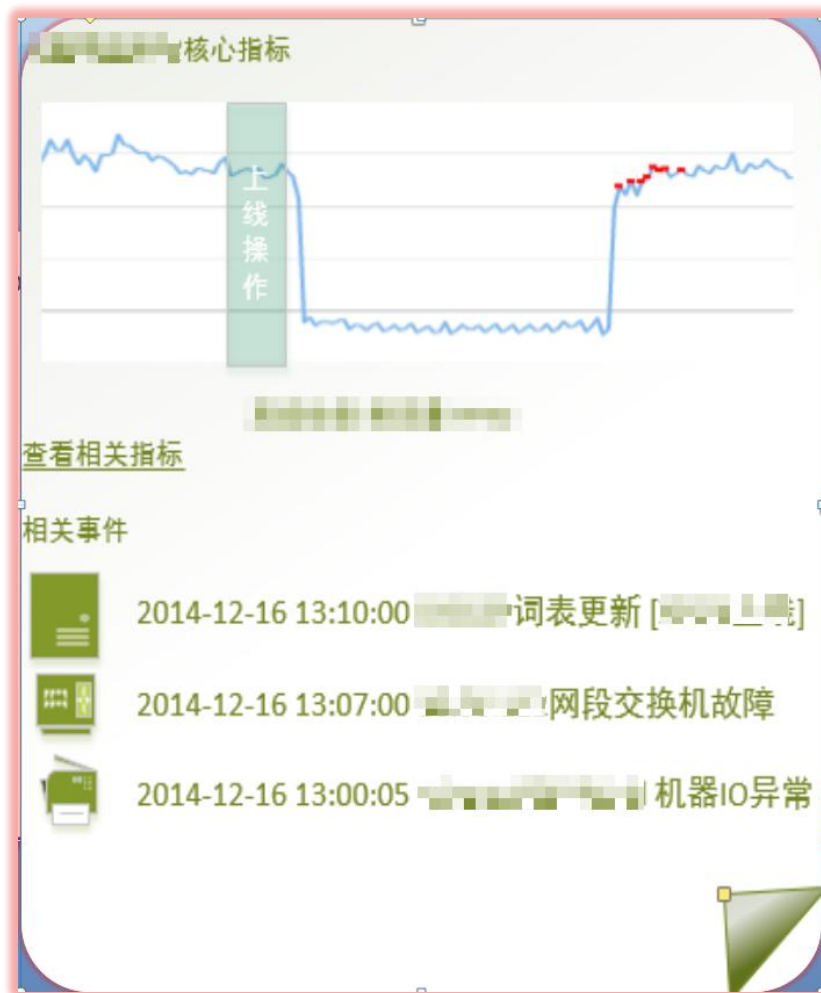 核心指标
上线操作
查看相关指标
相关事件
2014-12-16 13:10:00 词表更新 [ ]
2014-12-16 13:07:00 网段交换机故障
2014-12-16 13:00:05 机器IO异常